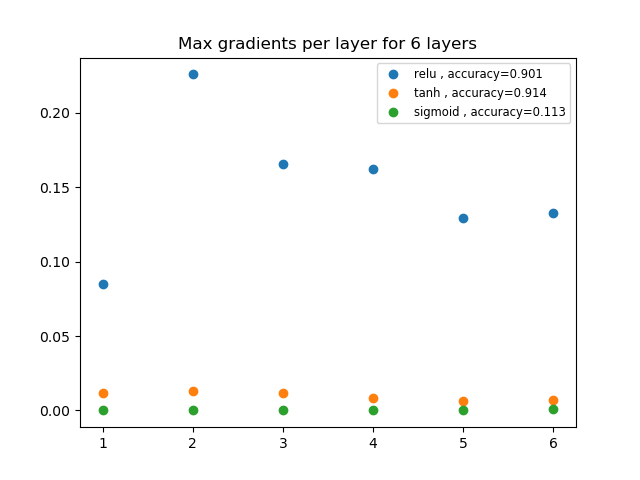 Max gradients per layer for 6 layers
relu , accuracy=0.901
tanh , accuracy=0.914
sigmoid , accuracy=0.113
0.20
0.15
0.10
0.05
0.00
1 2 3 4 5 6